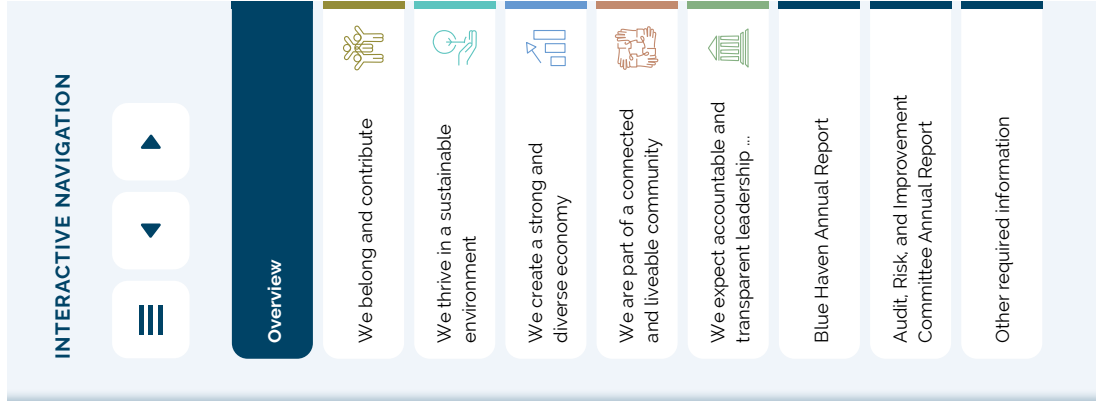 INTERACTIVE NAVIGATION
Overview
We belong and contribute
We thrive in a sustainable
environment
We create a strong and
diverse economy
We are part of a connected
and liveable community
We expect accountable and
transparent leadership ...
Blue Haven Annual Report
Audit, Risk, and Improvement
Committee Annual Report
Other required information